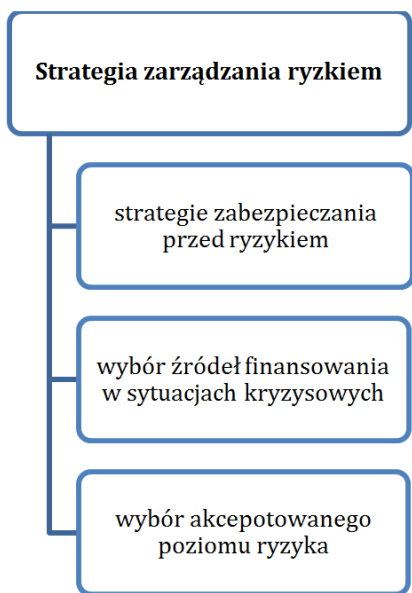 Strategia zarządzania ryzkiem
strategie zabezpieczania
przed ryzykiem
wybór źródeł finansowania
w sytuacjach kryzysowych
wybór akcepotowanego
poziomu ryzyka